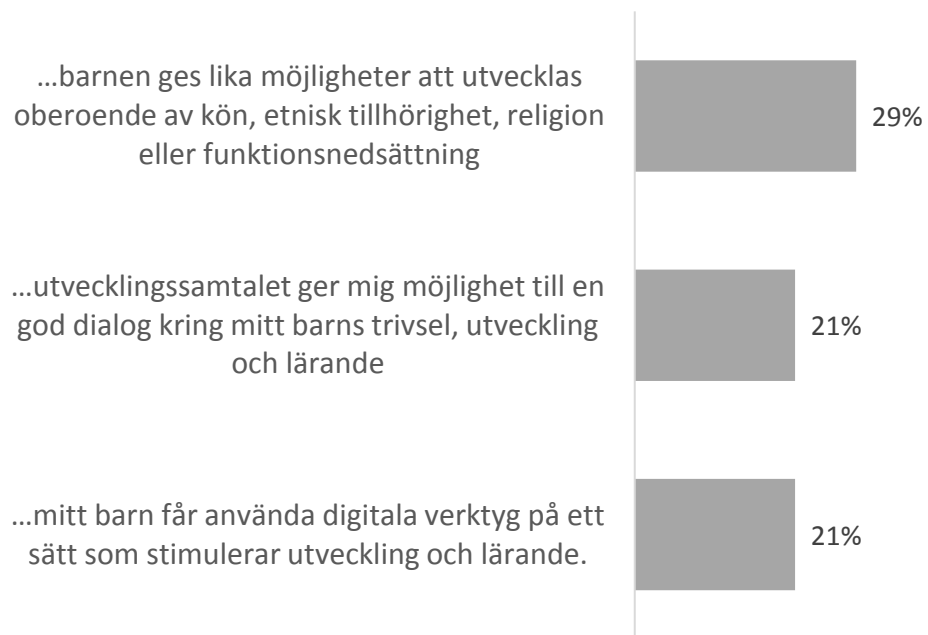 ...barnen ges lika möjligheter att utvecklas
oberoende av kön, etnisk tillhörighet, religion
eller funktionsnedsättning
29%
...utvecklingssamtalet ger mig möjlighet till en
god dialog kring mitt barns trivsel, utveckling
och lärande
21%
...mitt barn får använda digitala verktyg på ett
sätt som stimulerar utveckling och lärande.
21%